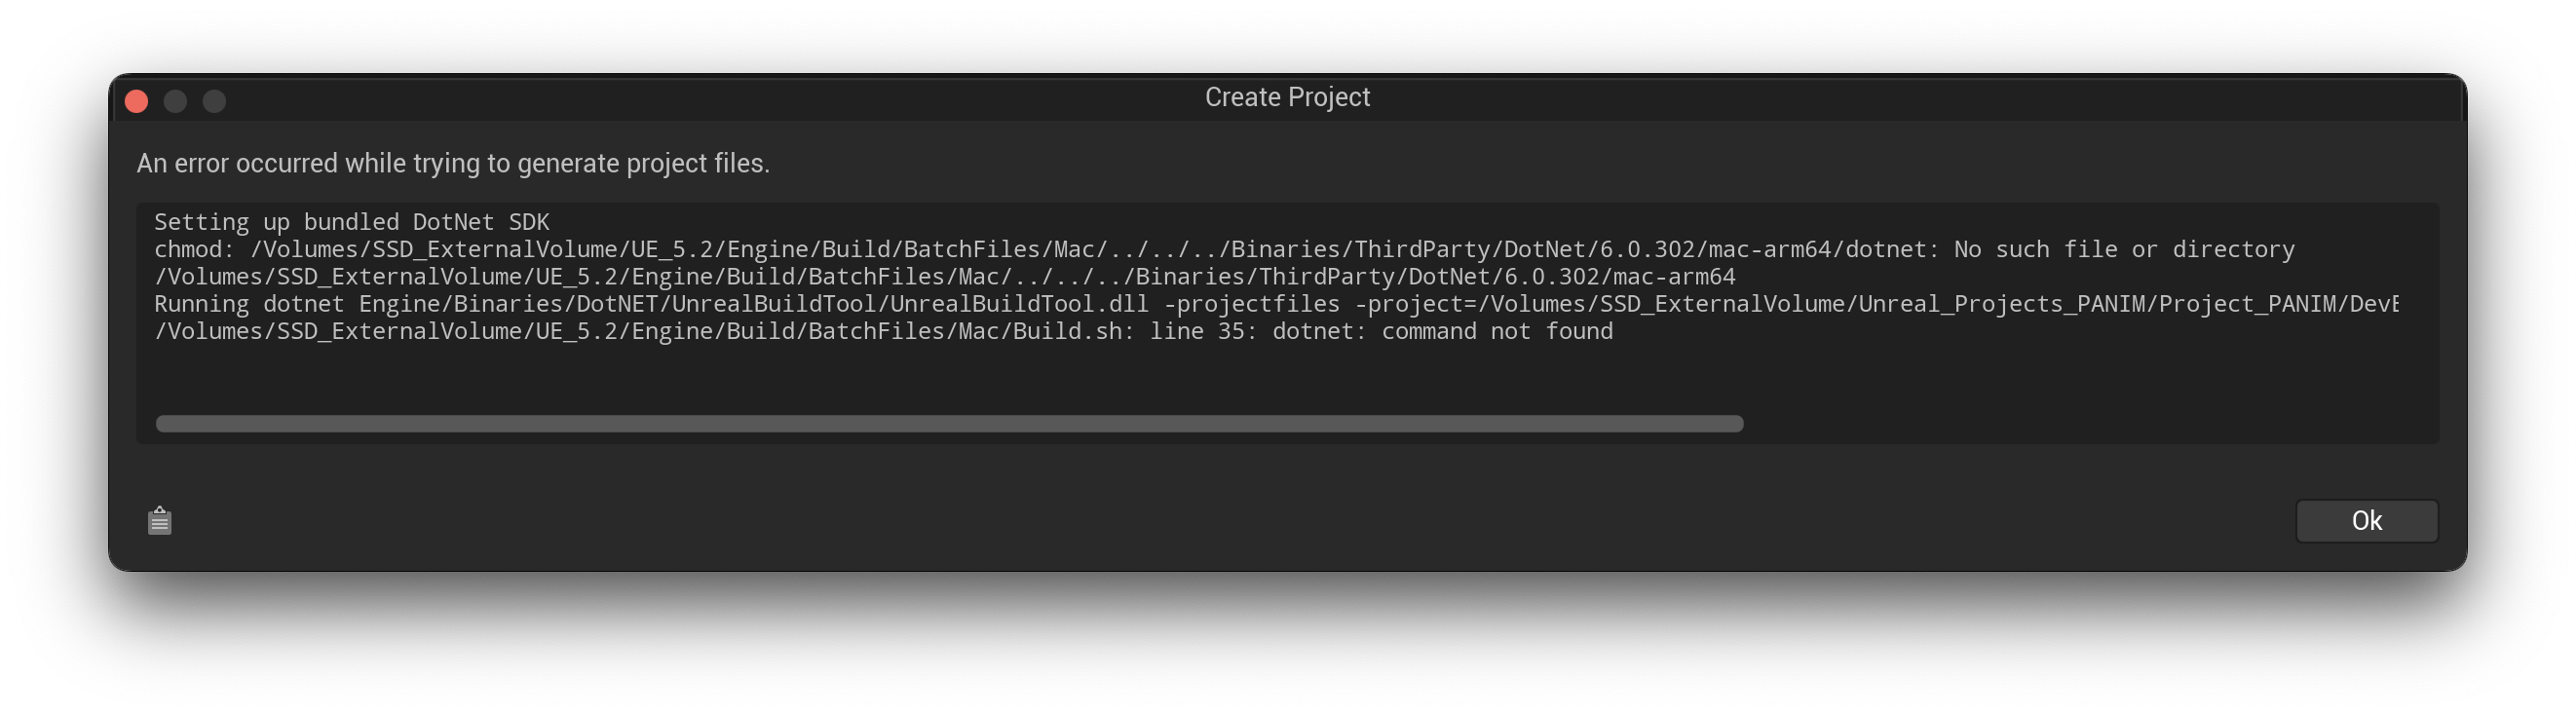 Create Project
An error occurred while trying to generate project files.
Setting up bundled DotNet SDK
chmod: /Volumes/SSD_ExternalVolume/UE_5.2/Engine/Build/BatchFiles/Mac/../../../Binaries/ThirdParty/DotNet/6.0.302/mac-arm64/dotnet: No such file or directory
/Volumes/SSD_ExternalVolume/UE_5.2/Engine/Build/BatchFiles/Mac/../../../Binaries/ThirdParty/DotNet/6.0.302/mac-arm64
Running dotnet Engine/Binaries/DotNET/UnrealBuildTool/UnrealBuildTool.dll -projectfiles -project=/Volumes/SSD_ExternalVolume/Unreal_Projects_PANIM/Project_PANIM/DevE
/Volumes/SSD_ExternalVolume/UE_5.2/Engine/Build/BatchFiles/Mac/Build.sh: line 35: dotnet: command not found
Ok